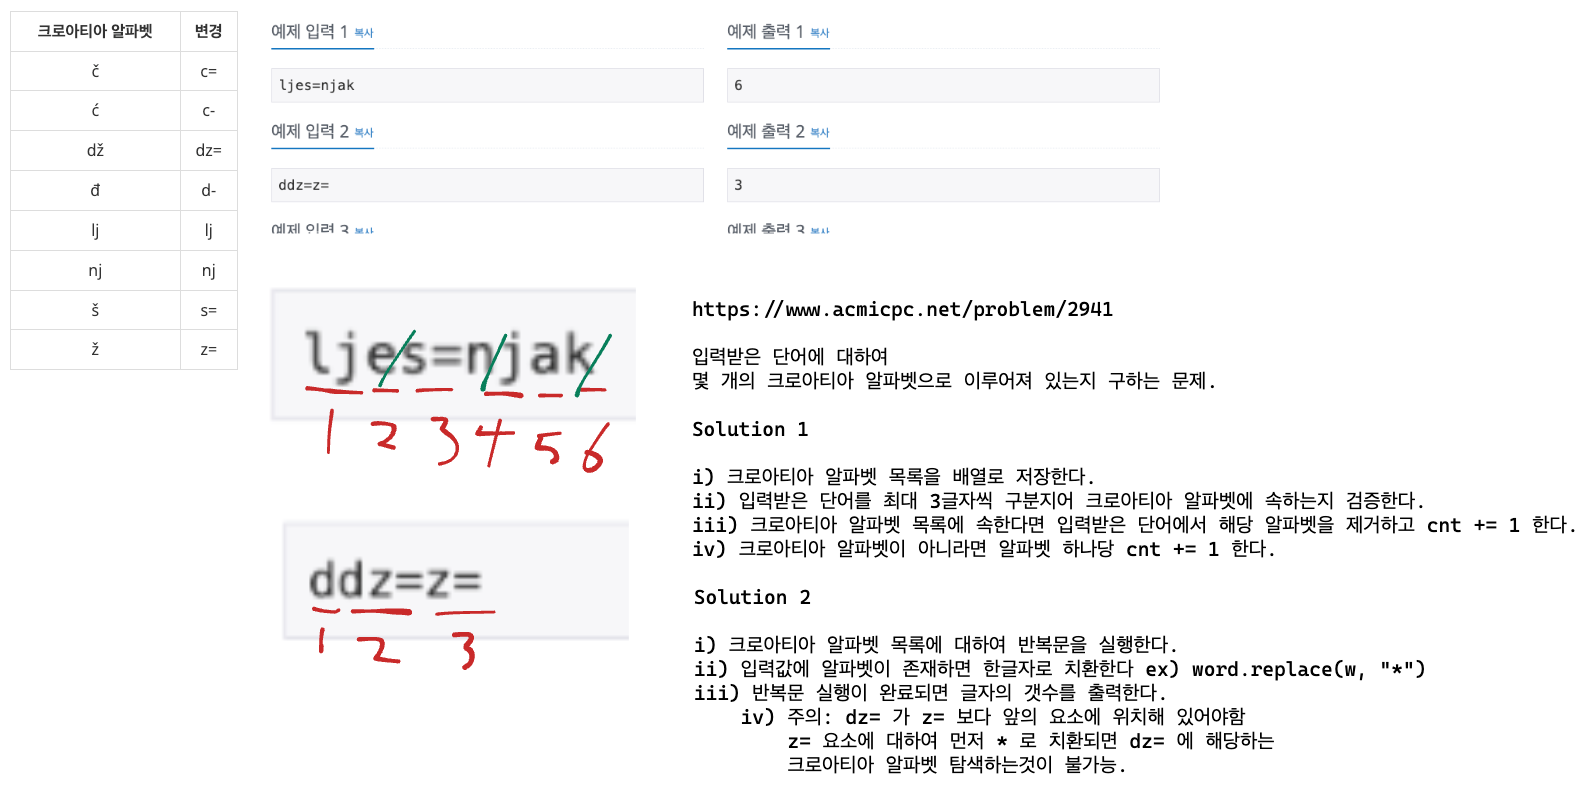 크로아티아 알파벳 변경
č c=
ć c-
dž dz=
đ d-
lj lj
nj nj
š s=
ž z=
예제 입력 1 복사
ljes=njak
예제 출력 1 복사
6
예제 입력 2 복사
ddz=z=
예제 출력 2 복사
3
예제 입력 3 복사
예제 출력 3 복사
ljes=njak
1 2 3 4 5 6
ddz=z=
1 2 3
https://www.acmicpc.net/problem/2941
입력받은 단어에 대하여
몇 개의 크로아티아 알파벳으로 이루어져 있는지 구하는 문제.
Solution 1
i) 크로아티아 알파벳 목록을 배열로 저장한다.
ii) 입력받은 단어를 최대 3글자씩 구분지어 크로아티아 알파벳에 속하는지 검증한다.
iii) 크로아티아 알파벳 목록에 속한다면 입력받은 단어에서 해당 알파벳을 제거하고 cnt += 1 한다.
iv) 크로아티아 알파벳이 아니라면 알파벳 하나당 cnt += 1 한다.
Solution 2
i) 크로아티아 알파벳 목록에 대하여 반복문을 실행한다.
ii) 입력값에 알파벳이 존재하면 한글자로 치환한다 ex) word.replace(w, "*")
iii) 반복문 실행이 완료되면 글자의 갯수를 출력한다.
iv) 주의: dz= 가 z= 보다 앞의 요소에 위치해 있어야함
z= 요소에 대하여 먼저 * 로 치환되면 dz= 에 해당하는
크로아티아 알파벳 탐색하는것이 불가능.